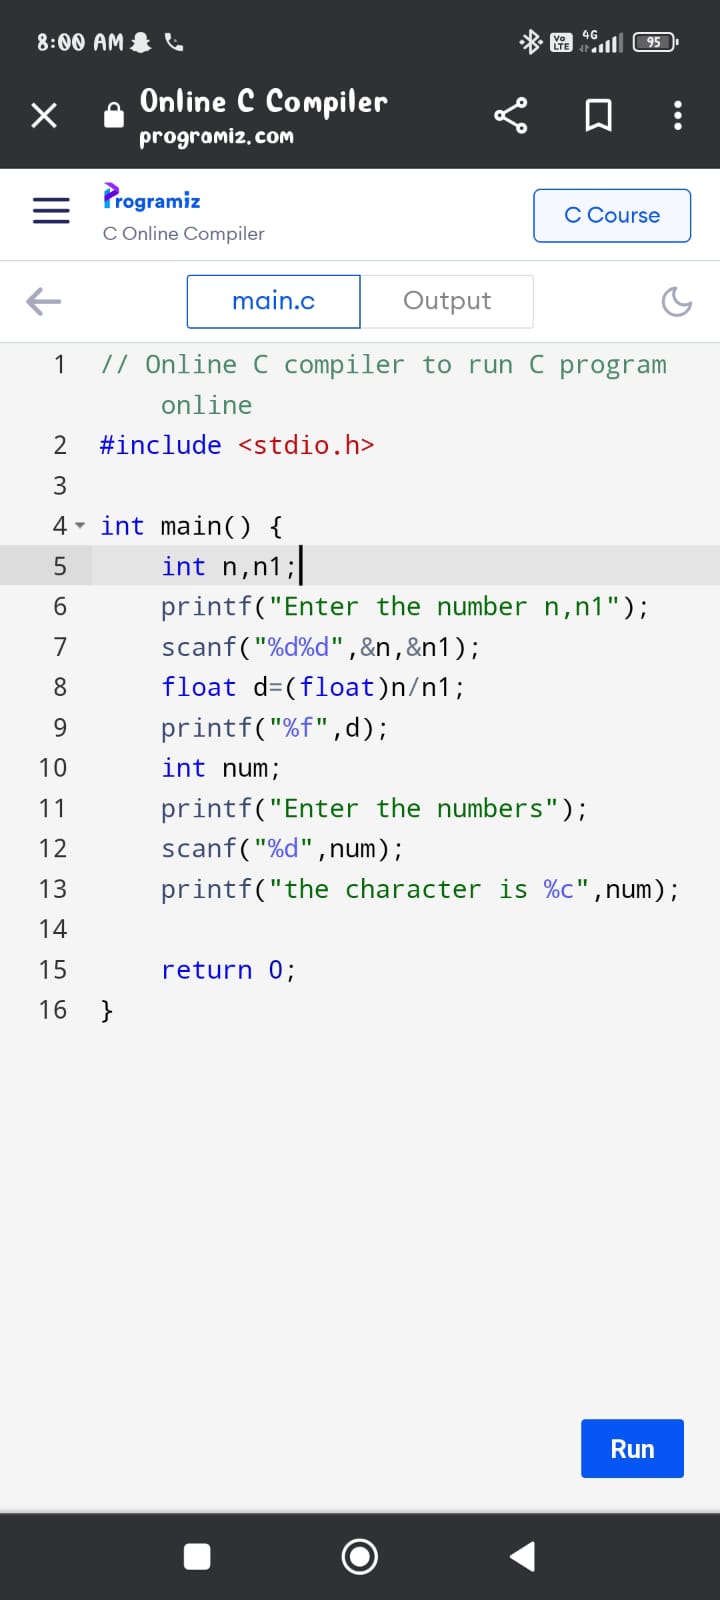 8:00 AM
Vo LTE 4G 95
Online C Compiler
programiz.com
Programiz
C Online Compiler
C Course
main.c Output
1 // Online C compiler to run C program
online
2 #include <stdio.h>
3
4 int main() {
5 int n,n1;
6 printf("Enter the number n,n1");
7 scanf("%d%d",&n,&n1);
8 float d=(float)n/n1;
9 printf("%f",d);
10 int num;
11 printf("Enter the numbers");
12 scanf("%d",num);
13 printf("the character is %c",num);
14
15 return 0;
16 }
Run